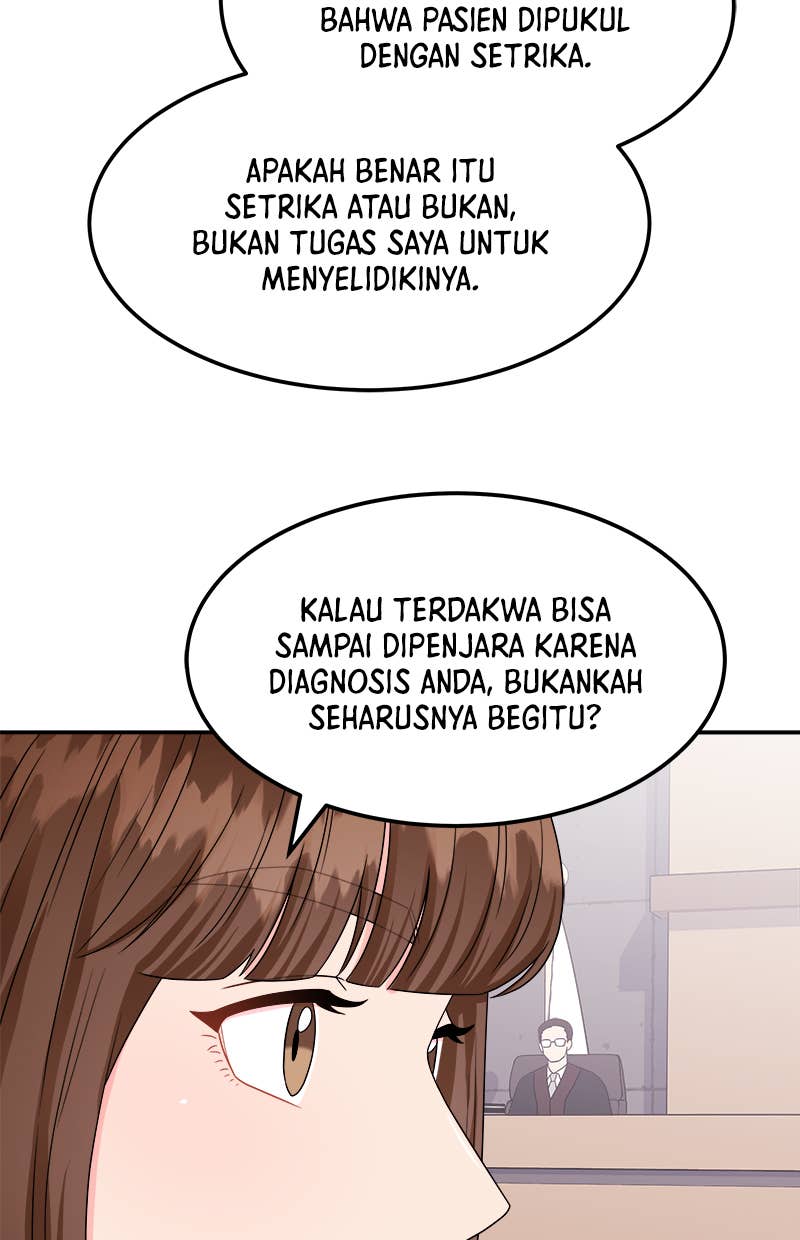 BAHWA PASIEN DIPUKUL
DENGAN SETRIKA.
APAKAH BENAR ITU
SETRIKA ATAU BUKAN,
BUKAN TUGAS SAYA UNTUK
MENYELIDIKINYA.
KALAU TERDAKWA BISA
SAMPAI DIPENJARA KARENA
DIAGNOSIS ANDA, BUKANKAH
SEHARUSNYA BEGITU?